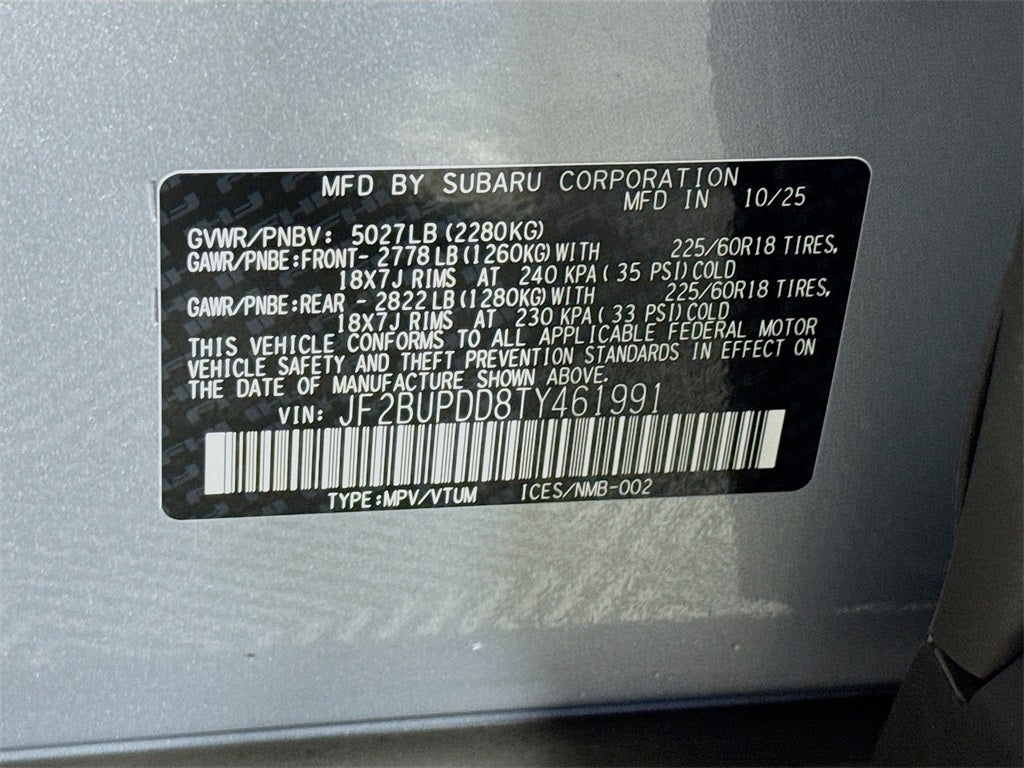 MFD BY SUBARU CORPORATION
MFD IN 10/25
GVWR/PNBV: 5027LB (2280KG)
GAWR/PNBE:FRONT- 2778LB(1260KG)WITH 225/60R18 TIRES,
18X7J RIMS AT 240 KPA (35 PSI)COLD
GAWR/PNBE:REAR - 2822LB(1280KG)WITH 225/60R18 TIRES,
18X7J RIMS AT 230 KPA (33 PSI)COLD
THIS VEHICLE CONFORMS TO ALL APPLICABLE FEDERAL MOTOR
VEHICLE SAFETY AND THEFT PREVENTION STANDARDS IN EFFECT ON
THE DATE OF MANUFACTURE SHOWN ABOVE.
VIN: JF2BUPDD8TY461991
TYPE:MPV/VTUM ICES/NMB-002